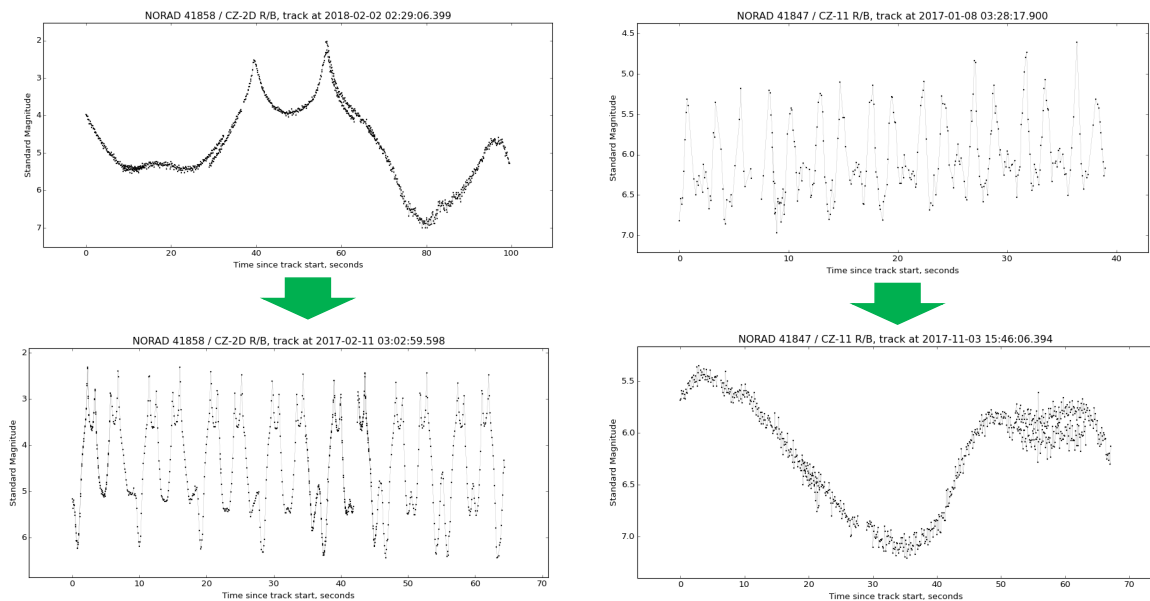 NORAD 41858 / CZ-2D R/B, track at 2018-02-02 02:29:06.399
2
3
4
5
6
7
Standard Magnitude
0 20 40 60 80 100
Time since track start, seconds
NORAD 41847 / CZ-11 R/B, track at 2017-01-08 03:28:17.900
4.5
5.0
5.5
6.0
6.5
7.0
Standard Magnitude
0 10 20 30 40
Time since track start, seconds
NORAD 41858 / CZ-2D R/B, track at 2017-02-11 03:02:59.598
2
3
4
5
6
Standard Magnitude
0 10 20 30 40 50 60 70
Time since track start, seconds
NORAD 41847 / CZ-11 R/B, track at 2017-11-03 15:46:06.394
5.5
6.0
6.5
7.0
Standard Magnitude
0 10 20 30 40 50 60 70
Time since track start, seconds